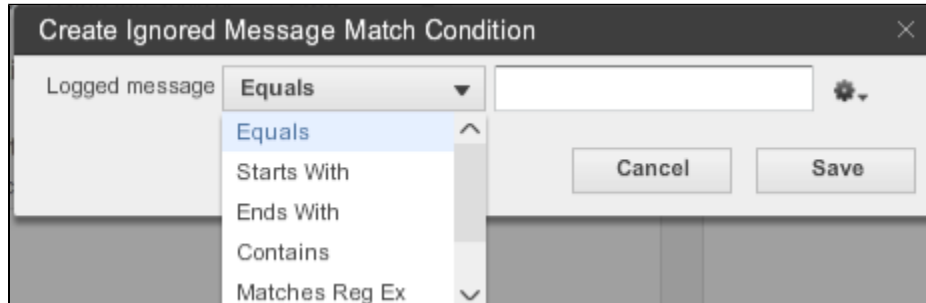 Create Ignored Message Match Condition
Logged message Equals
Equals
Starts With
Cancel Save
Ends With
Contains
Matches Reg Ex